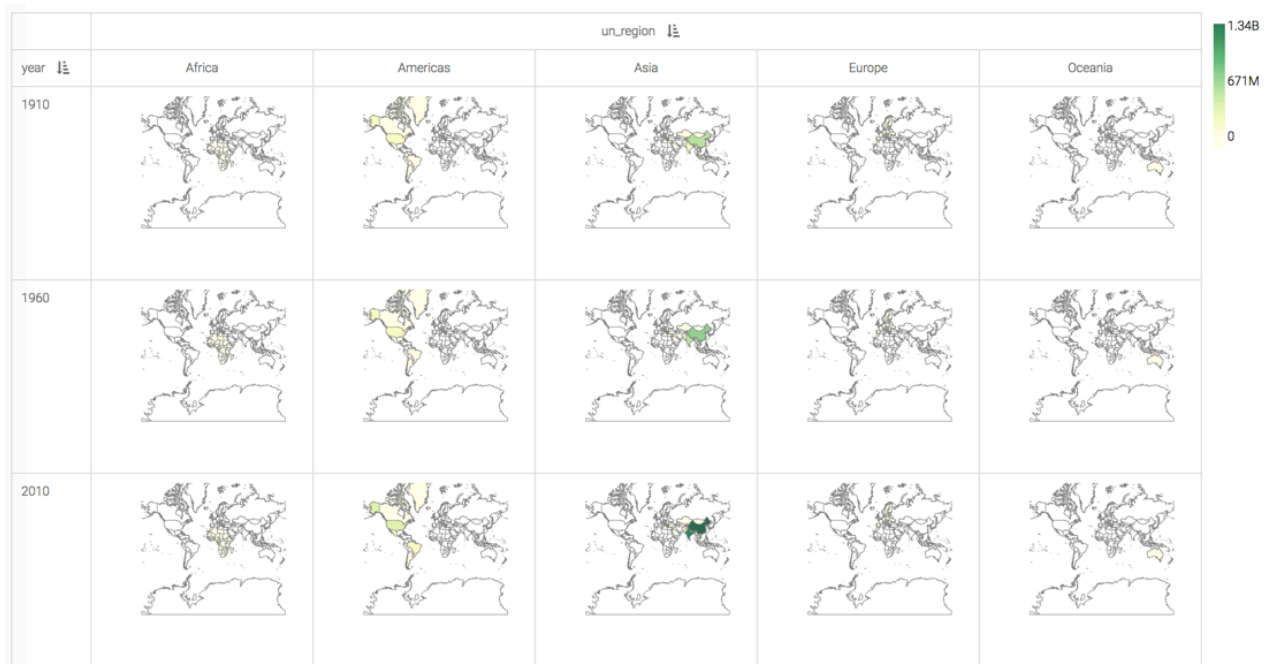 un_region
year
Africa
Americas
Asia
Europe
Oceania
1910
1960
2010
1.34B
671M
0